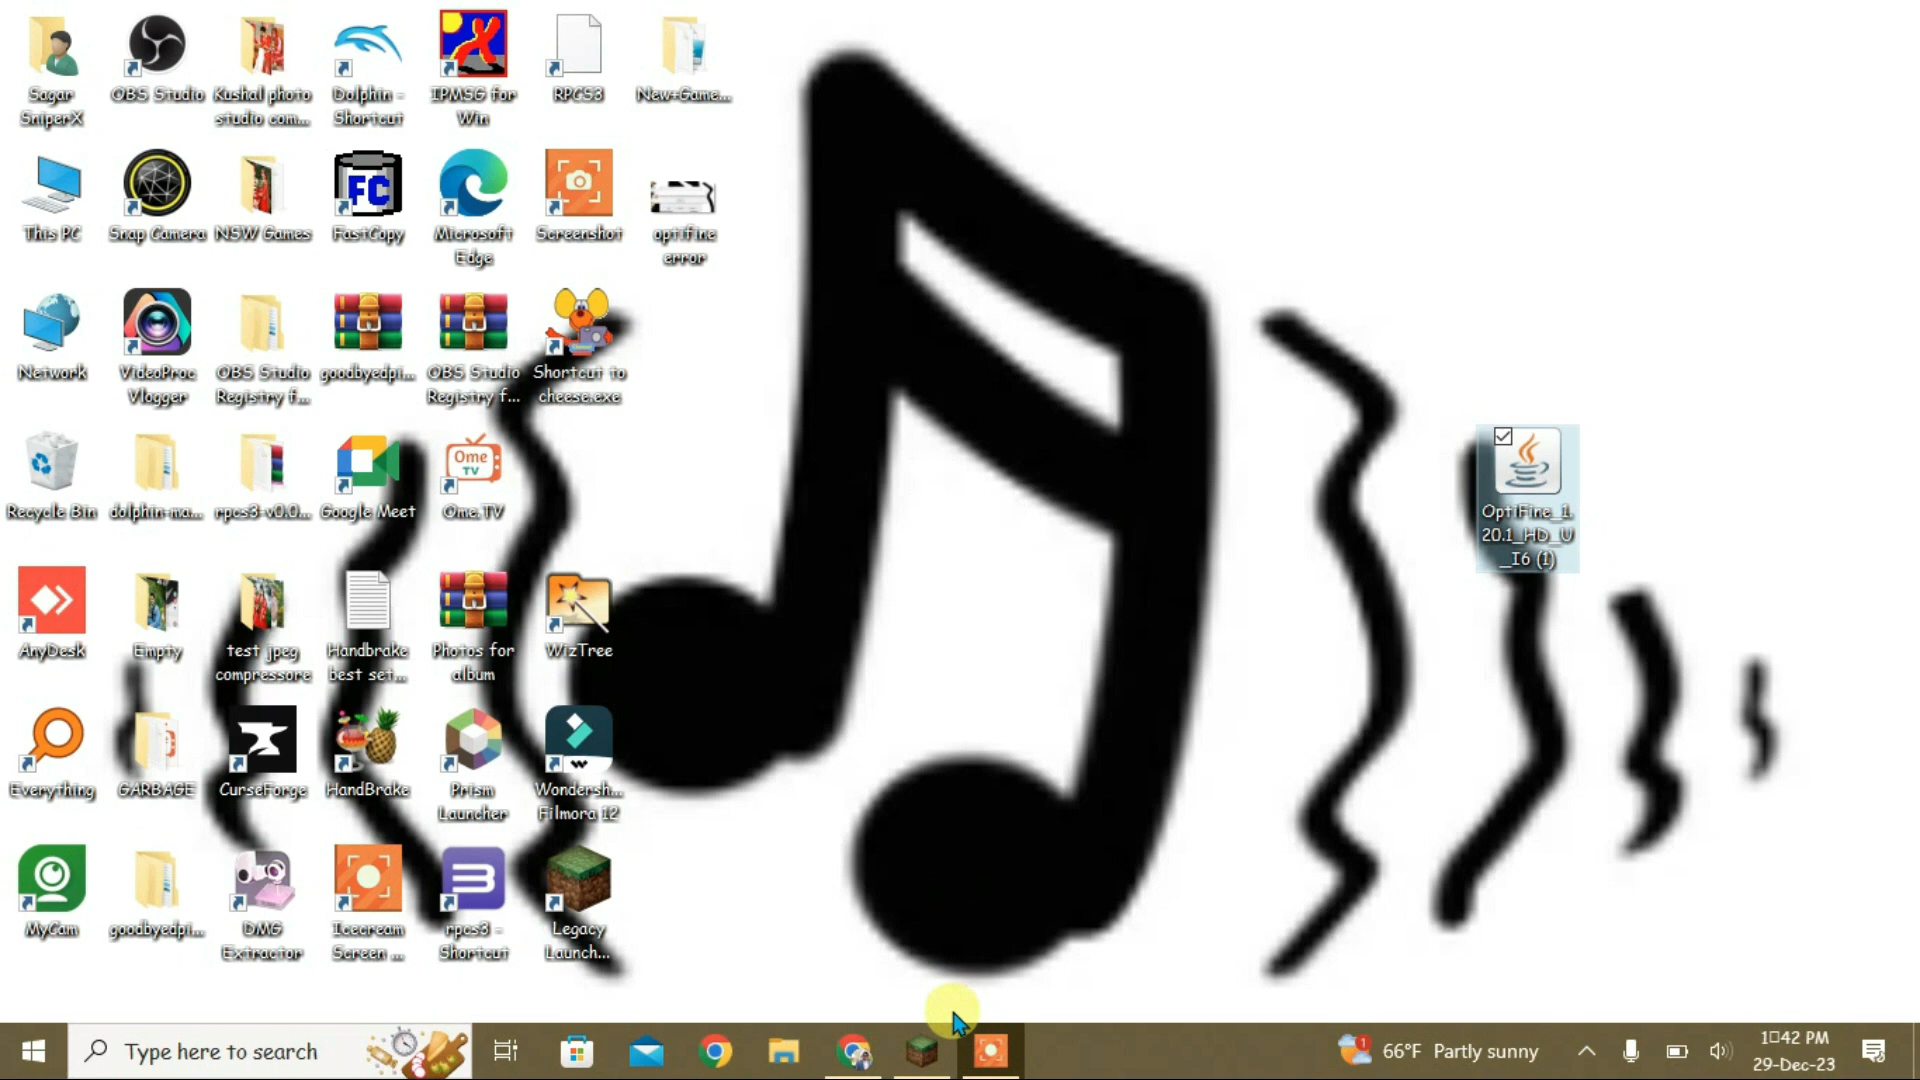 Sagar
SniperX
OBS Studio
Kushal photo
studio com...
Dolphin -
Shortcut
IPMSG for
Win
RPCS3
New+Game...
This PC
Snap Camera
NSW Games
FC
FastCopy
Microsoft
Edge
Screenshot
optifine
error
Network
VideoProc
Vlogger
OBS Studio
Registry f...
goodbyedpi...
OBS Studio
Registry f...
Shortcut to
cheese.exe
Recycle Bin
dolphin-ma...
rpcs3-v0.0...
Google Meet
Ome
TV
Ome.TV
OptiFine_1.
20.1_HD_U
_I6 (1)
AnyDesk
Empty
test jpeg
compressore
Handbrake
best set...
Photos for
album
WizTree
Everything
GARBAGE
CurseForge
HandBrake
Prism
Launcher
Wondersh...
Filmora 12
MyCam
goodbyedpi...
DMG
Extractor
Icecream
Screen ...
rpcs3 -
Shortcut
Legacy
Launch...
Type here to search
1
66°F Partly sunny
1□42 PM
29-Dec-23